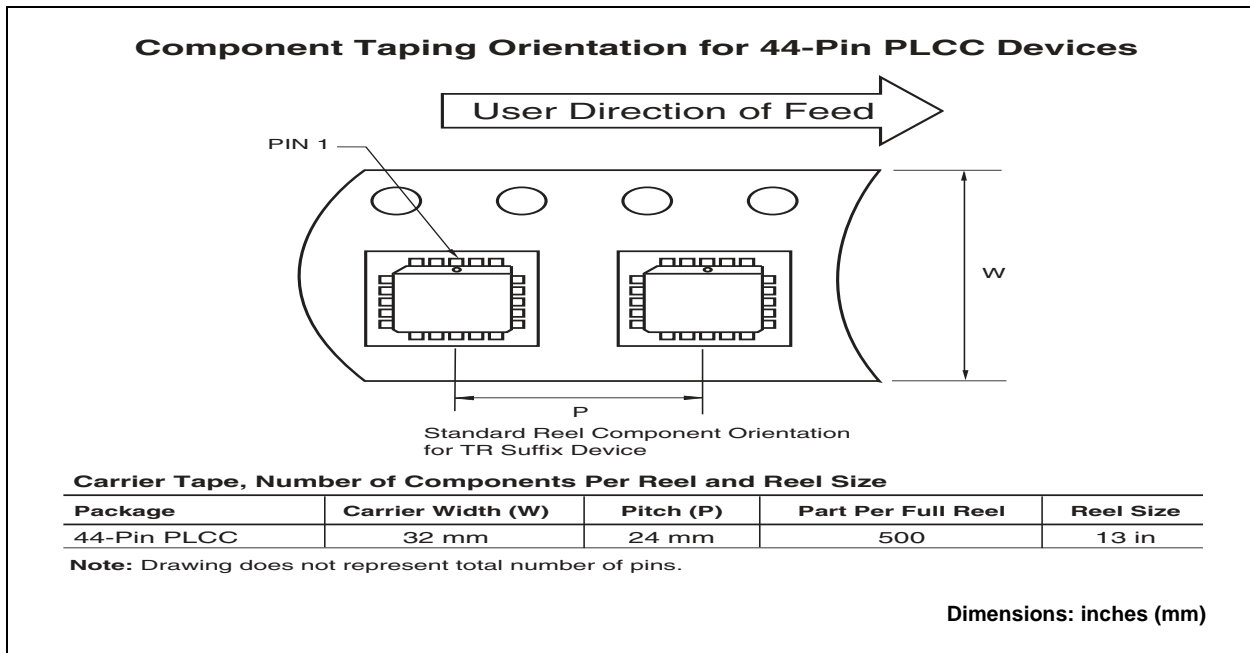 Component Taping Orientation for 44-Pin PLCC Devices
User Direction of Feed
PIN 1
W
P
Standard Reel Component Orientation
for TR Suffix Device
Carrier Tape, Number of Components Per Reel and Reel Size
Package Carrier Width (W) Pitch (P) Part Per Full Reel Reel Size
44-Pin PLCC 32 mm 24 mm 500 13 in
Note: Drawing does not represent total number of pins.
Dimensions: inches (mm)